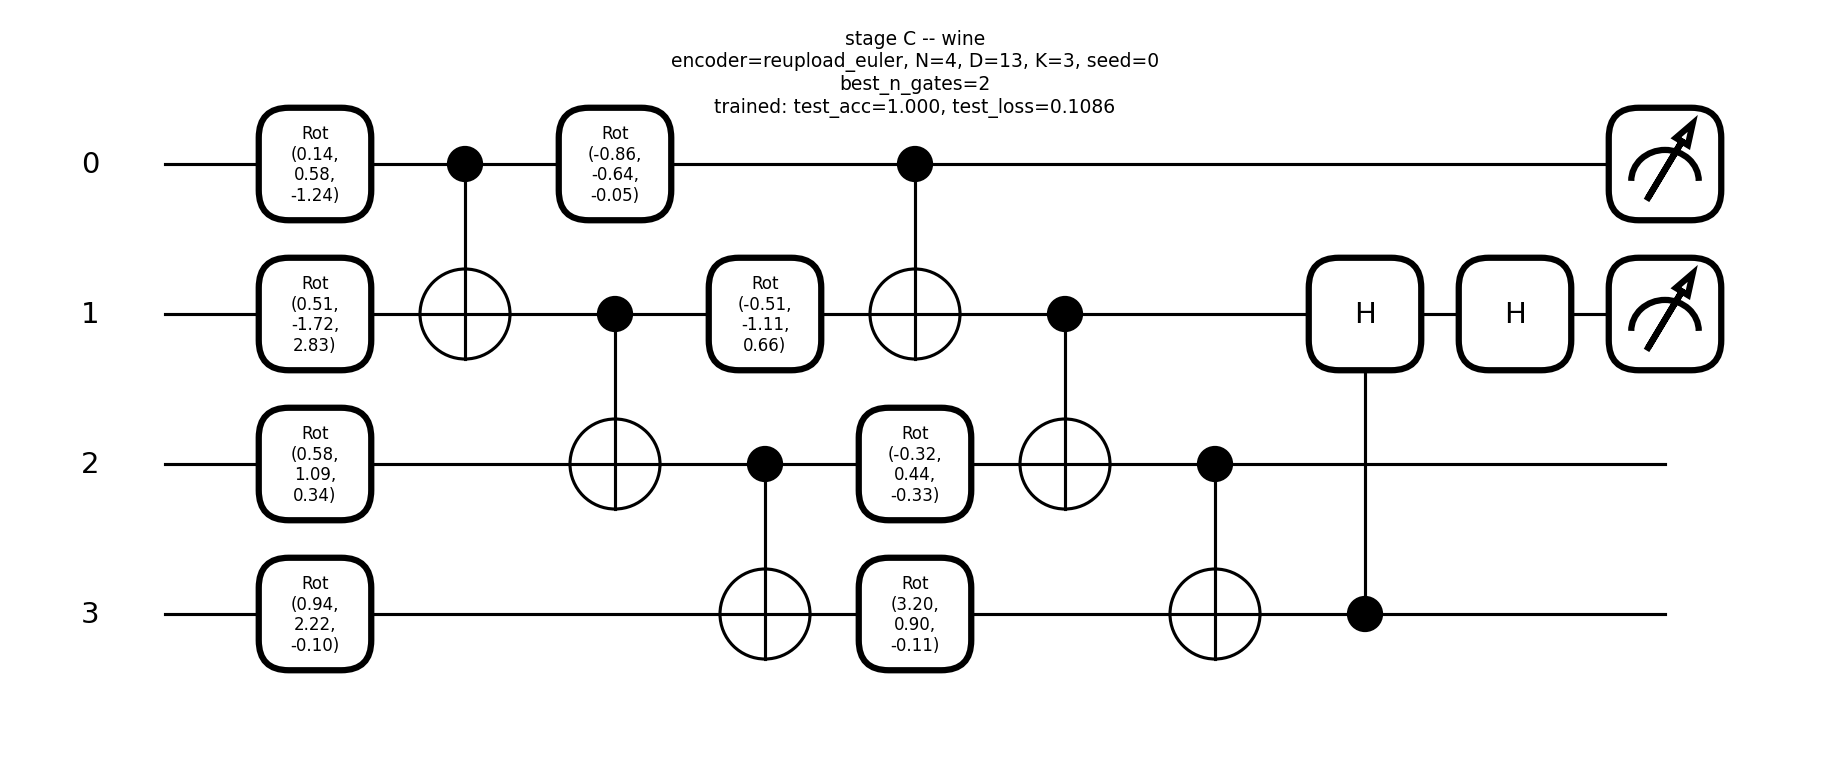 stage C -- wine
encoder=reupload_euler, N=4, D=13, K=3, seed=0
best_n_gates=2
trained: test_acc=1.000, test_loss=0.1086
0
Rot
(0.14,
0.58,
-1.24)
Rot
(-0.86,
-0.64,
-0.05)
1
Rot
(0.51,
-1.72,
2.83)
Rot
(-0.51,
-1.11,
0.66)
H
H
2
Rot
(0.58,
1.09,
0.34)
Rot
(-0.32,
0.44,
-0.33)
3
Rot
(0.94,
2.22,
-0.10)
Rot
(3.20,
0.90,
-0.11)